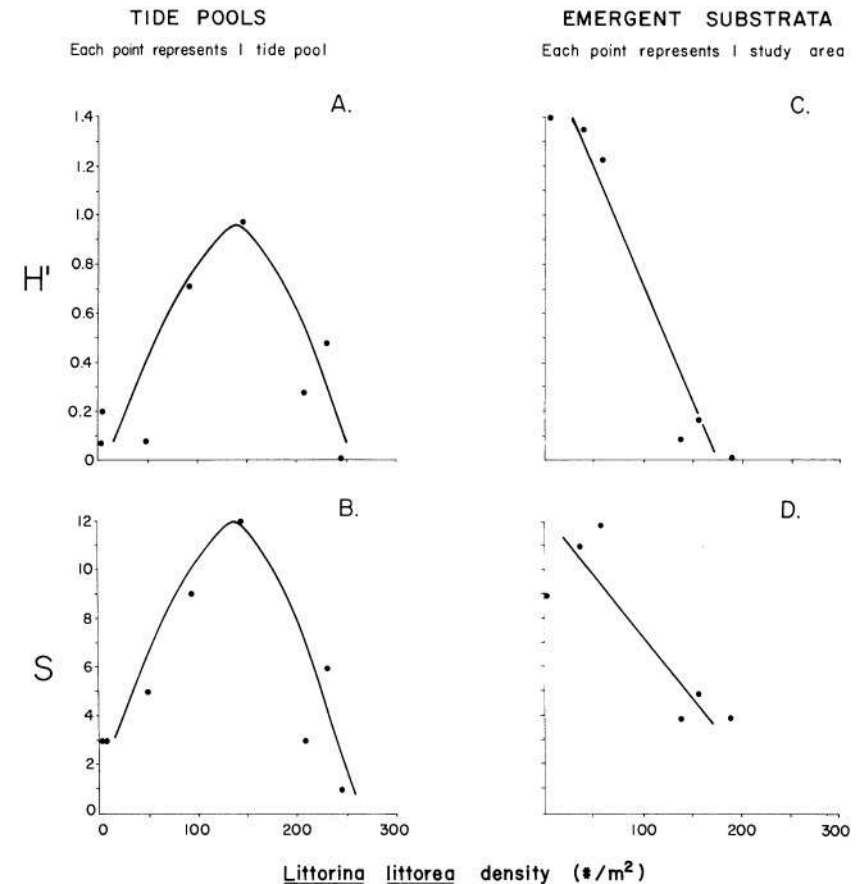 TIDE POOLS
Each point represents 1 tide pool
EMERGENT SUBSTRATA
Each point represents 1 study area
A.
C.
1.4
1.2
1.0
0.8
0.6
0.4
0.2
0
H'
B.
D.
12
10
8
6
4
2
0
S
0 100 200 300
100 200 300
Littorina littorea density (#/m²)